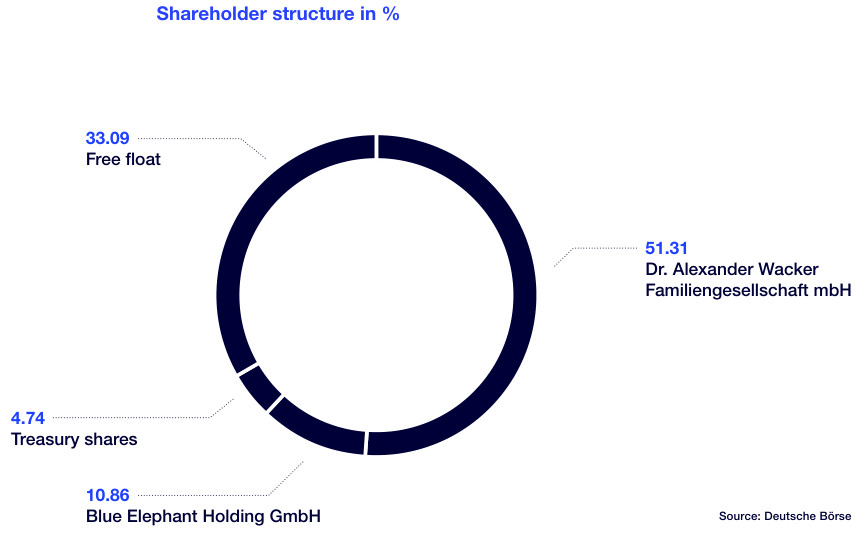 Shareholder structure in %
33.09
Free float
51.31
Dr. Alexander Wacker
Familiengesellschaft mbH
4.74
Treasury shares
10.86
Blue Elephant Holding GmbH
Source: Deutsche Börse